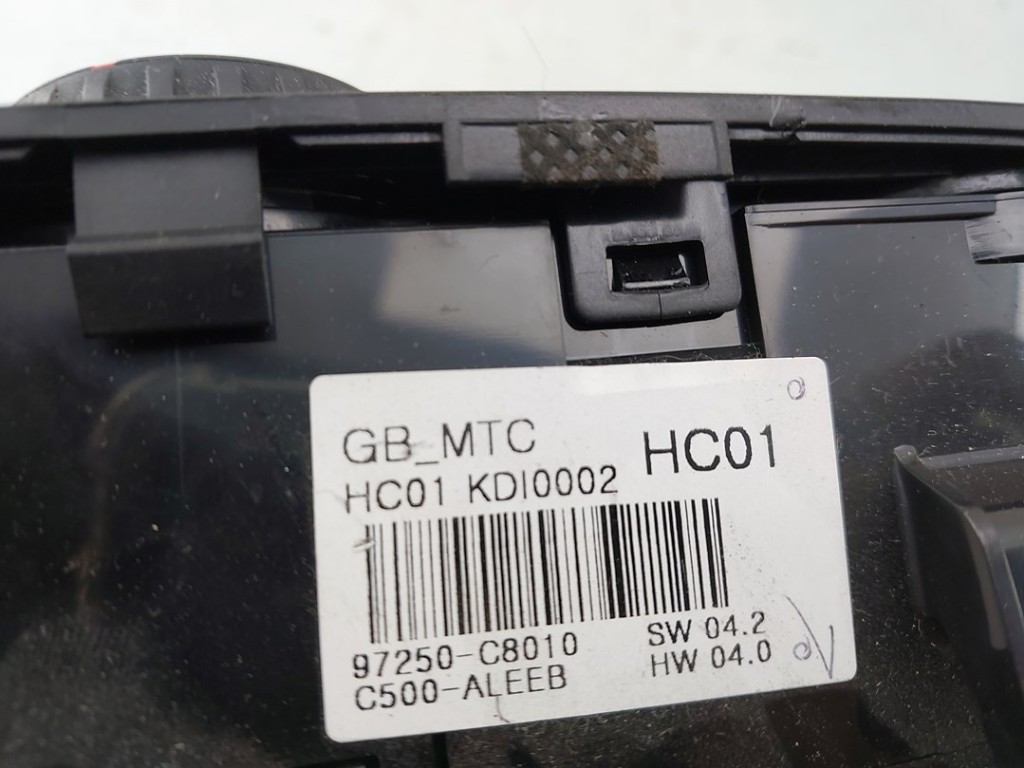 GB_MTC
HC01
HC01 KDI0002
97250-C8010
SW 04.2
C500-ALEEB
HW 04.0